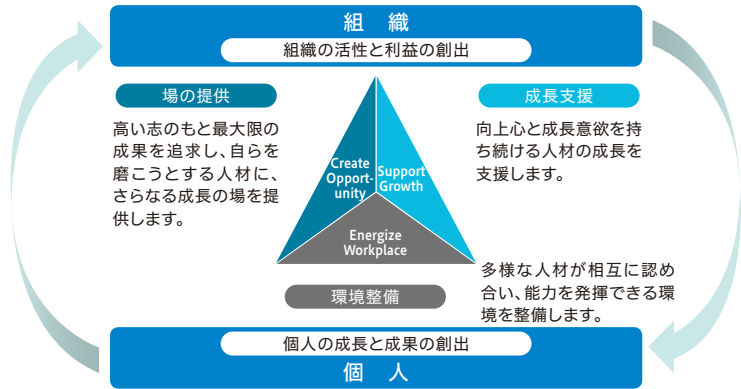 組 織
組織の活性と利益の創出
場の提供
高い志のもと最大限の
成果を追求し、自らを
磨こうとする人材に、
さらなる成長の場を提
供します。
成長支援
向上心と成長意欲を持
ち続ける人材の成長を
支援します。
Create
Opport-
unity
Support
Growth
Energize
Workplace
環境整備
多様な人材が相互に認め
合い、能力を発揮できる環
境を整備します。
個人の成長と成果の創出
個 人